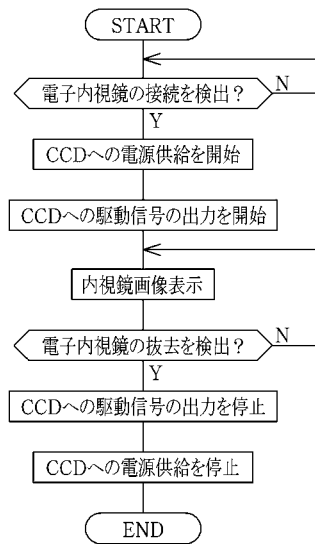 START
電子内視鏡の接続を検出?
N
Y
CCDへの電源供給を開始
CCDへの駆動信号の出力を開始
内視鏡画像表示
電子内視鏡の抜去を検出?
N
Y
CCDへの駆動信号の出力を停止
CCDへの電源供給を停止
END